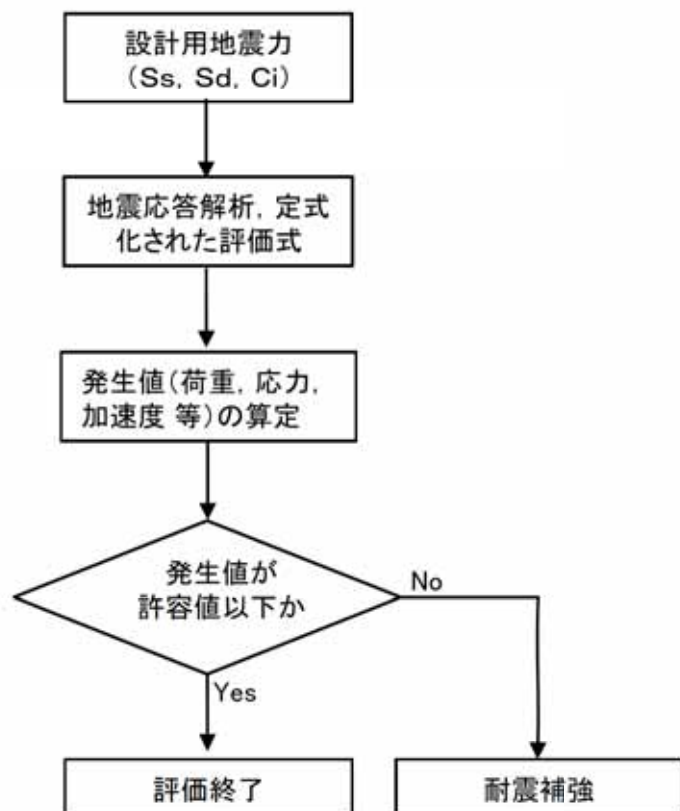 設計用地震力
（Ss, Sd, Ci）
地震応答解析, 定式
化された評価式
発生値（荷重, 応力,
加速度 等）の算定
発生値が
許容値以下か
No
Yes
評価終了
耐震補強